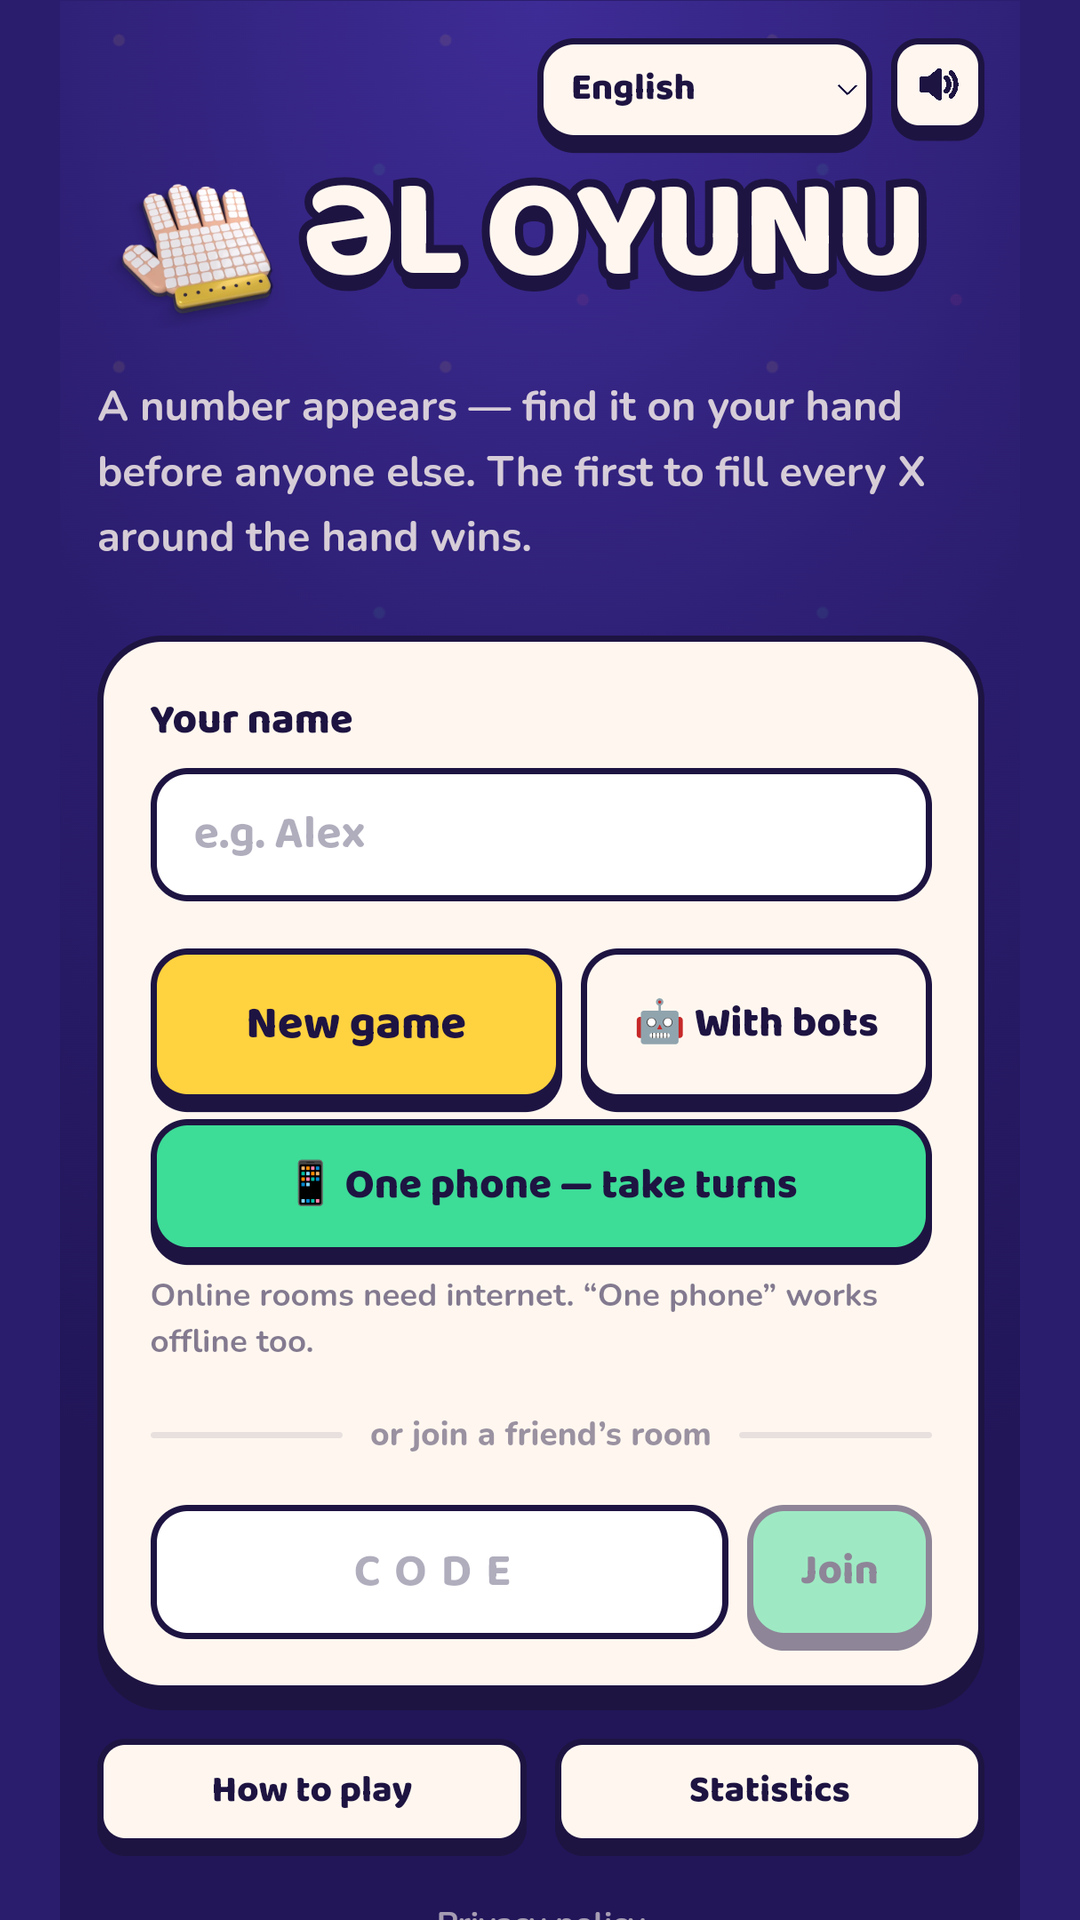 English
ƏL OYUNU
A number appears — find it on your hand
before anyone else. The first to fill every X
around the hand wins.
Your name
e.g. Alex
New game
With bots
One phone — take turns
Online rooms need internet. “One phone” works
offline too.
or join a friend’s room
CODE
Join
How to play
Statistics
Privacy policy